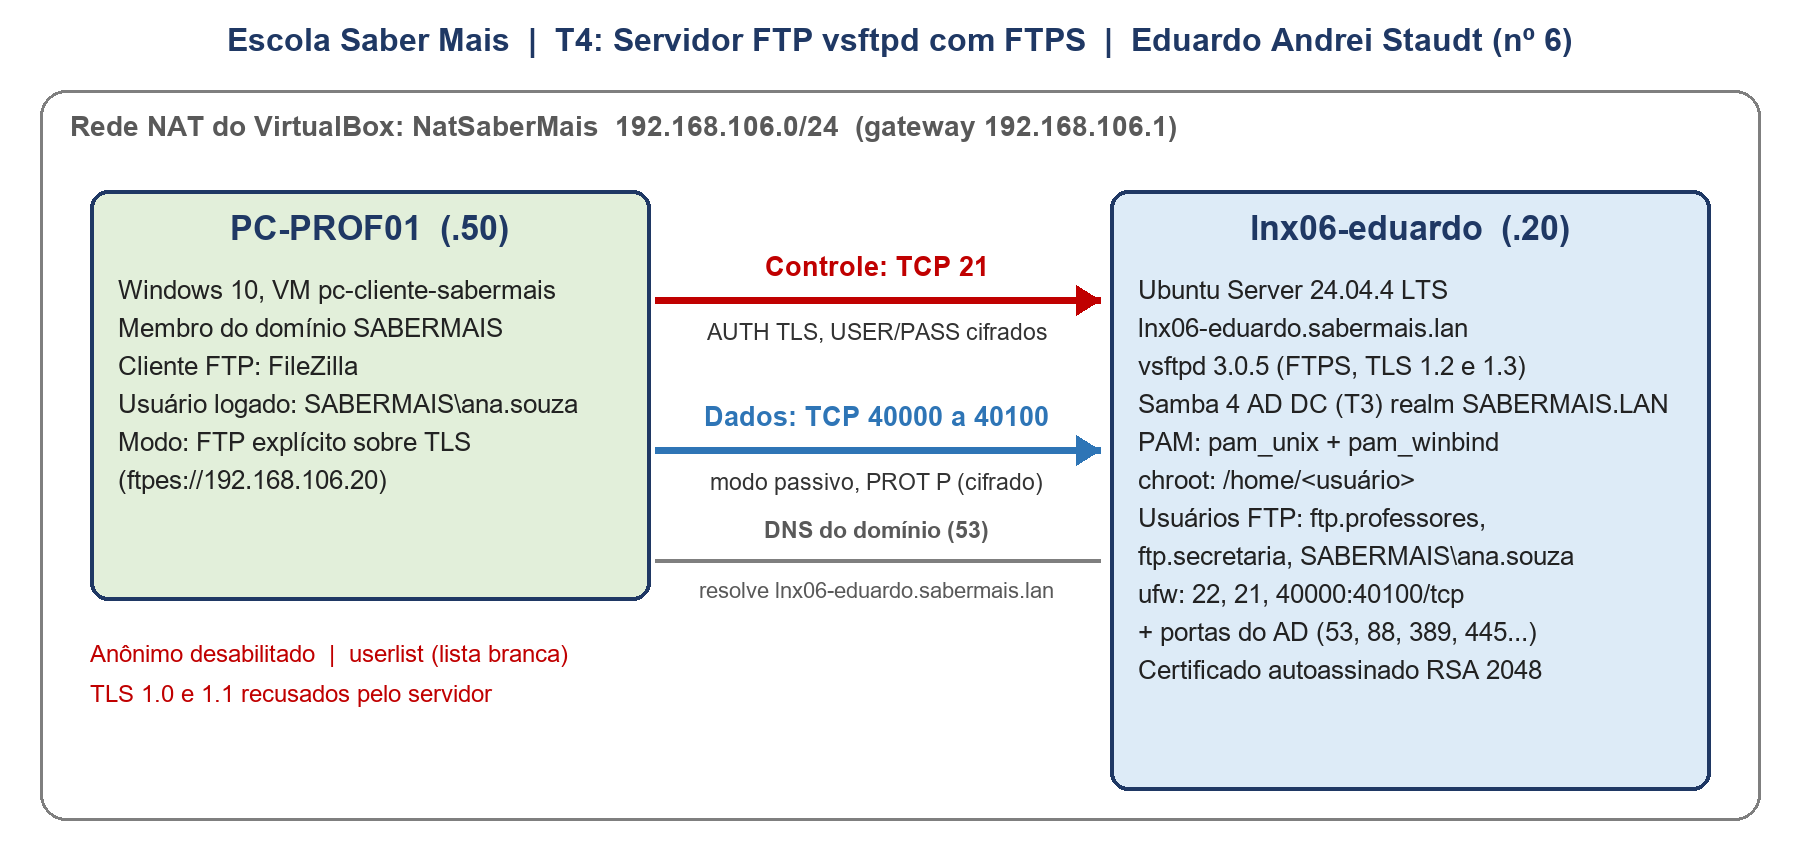 Escola Saber Mais | T4: Servidor FTP vsftpd com FTPS | Eduardo Andrei Staudt (nº 6)
Rede NAT do VirtualBox: NatSaberMais 192.168.106.0/24 (gateway 192.168.106.1)
PC-PROF01 (.50)
Windows 10, VM pc-cliente-sabermais
Membro do domínio SABERMAIS
Cliente FTP: FileZilla
Usuário logado: SABERMAIS\ana.souza
Modo: FTP explícito sobre TLS
(ftpes://192.168.106.20)
Controle: TCP 21
AUTH TLS, USER/PASS cifrados
Dados: TCP 40000 a 40100
modo passivo, PROT P (cifrado)
DNS do domínio (53)
resolve lnx06-eduardo.sabermais.lan
lnx06-eduardo (.20)
Ubuntu Server 24.04.4 LTS
lnx06-eduardo.sabermais.lan
vsftpd 3.0.5 (FTPS, TLS 1.2 e 1.3)
Samba 4 AD DC (T3) realm SABERMAIS.LAN
PAM: pam_unix + pam_winbind
chroot: /home/<usuário>
Usuários FTP: ftp.professores,
ftp.secretaria, SABERMAIS\ana.souza
ufw: 22, 21, 40000:40100/tcp
+ portas do AD (53, 88, 389, 445...)
Certificado autoassinado RSA 2048
Anônimo desabilitado | userlist (lista branca)
TLS 1.0 e 1.1 recusados pelo servidor